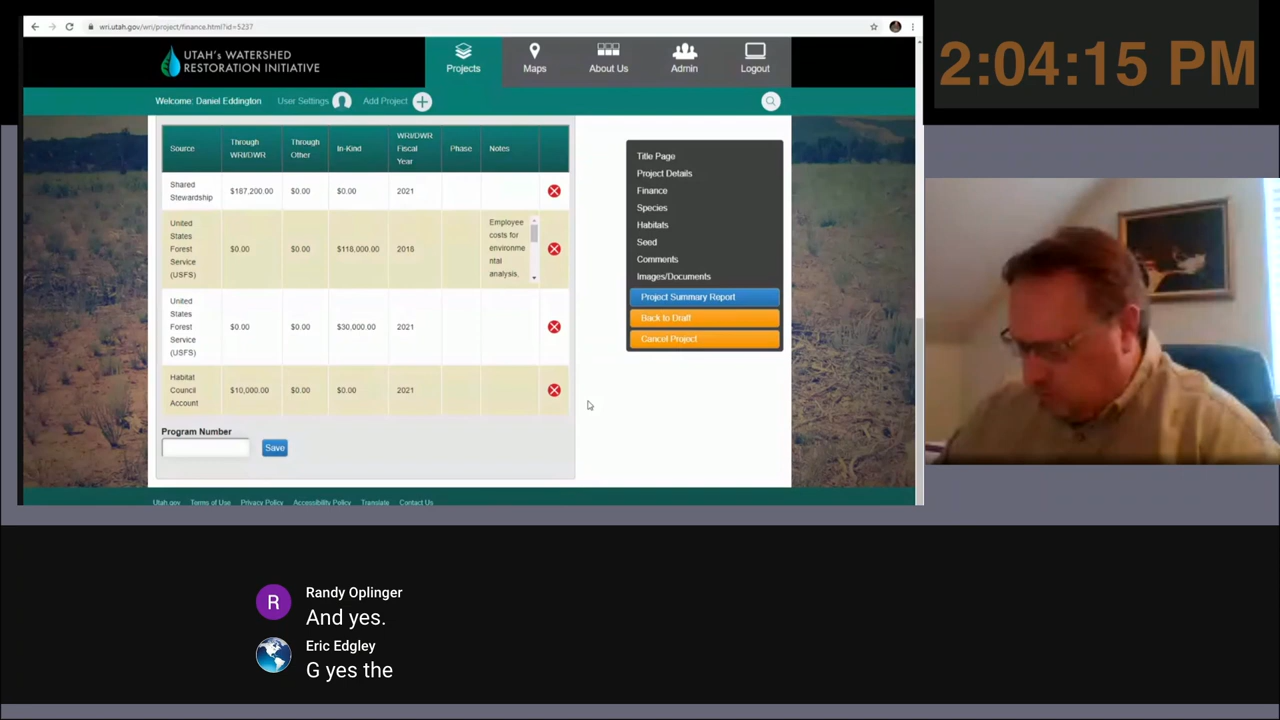 wri.utah.gov/wri/project/finance.html?id=5237
2:04:15 PM
UTAH'S WATERSHED
RESTORATION INITIATIVE
Projects
Maps
About Us
Admin
Logout
Welcome: Daniel Eddington
User Settings
Add Project
Source
Through
WRI/DWR
Through
Other
In-Kind
WRI/DWR
Fiscal
Year
Phase
Notes
Shared
Stewardship
$187,200.00
$0.00
$0.00
2021
United
States
Forest
Service
(USFS)
$0.00
$0.00
$118,000.00
2018
Employee
costs for
environme
ntal
analysis,
United
States
Forest
Service
(USFS)
$0.00
$0.00
$30,000.00
2021
Habitat
Council
Account
$10,000.00
$0.00
$0.00
2021
Program Number
Save
Title Page
Project Details
Finance
Species
Habitats
Seed
Comments
Images/Documents
Project Summary Report
Back to Draft
Cancel Project
Utah.gov
Terms of Use
Privacy Policy
Accessibility Policy
Translate
Contact Us
R
Randy Oplinger
And yes.
Eric Edgley
G yes the